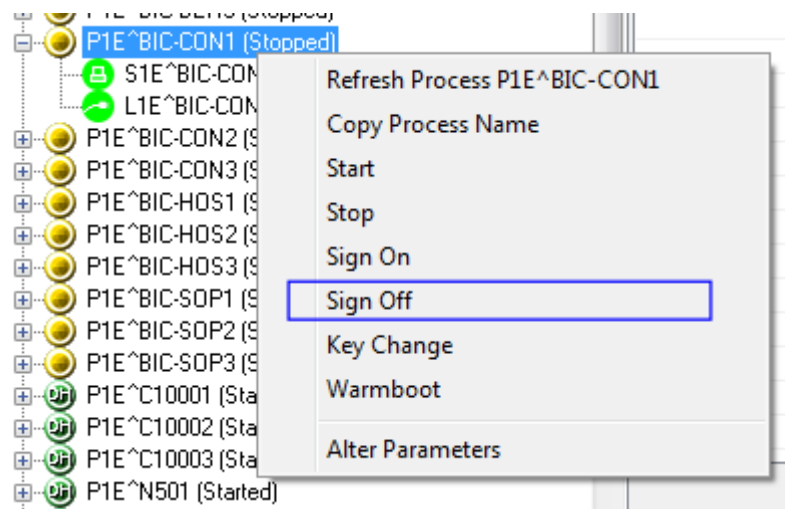 P1E^BIC-CON1 (Stopped)
S1E^BIC-CON
L1E^BIC-CON
P1E^BIC-CON2 (S
P1E^BIC-CON3 (S
P1E^BIC-HOS1 (S
P1E^BIC-HOS2 (S
P1E^BIC-HOS3 (S
P1E^BIC-SOP1 (S
P1E^BIC-SOP2 (S
P1E^BIC-SOP3 (S
P1E^C10001 (Sta
P1E^C10002 (Sta
P1E^C10003 (Sta
P1E^N501 (Started)
Refresh Process P1E^BIC-CON1
Copy Process Name
Start
Stop
Sign On
Sign Off
Key Change
Warmboot
Alter Parameters